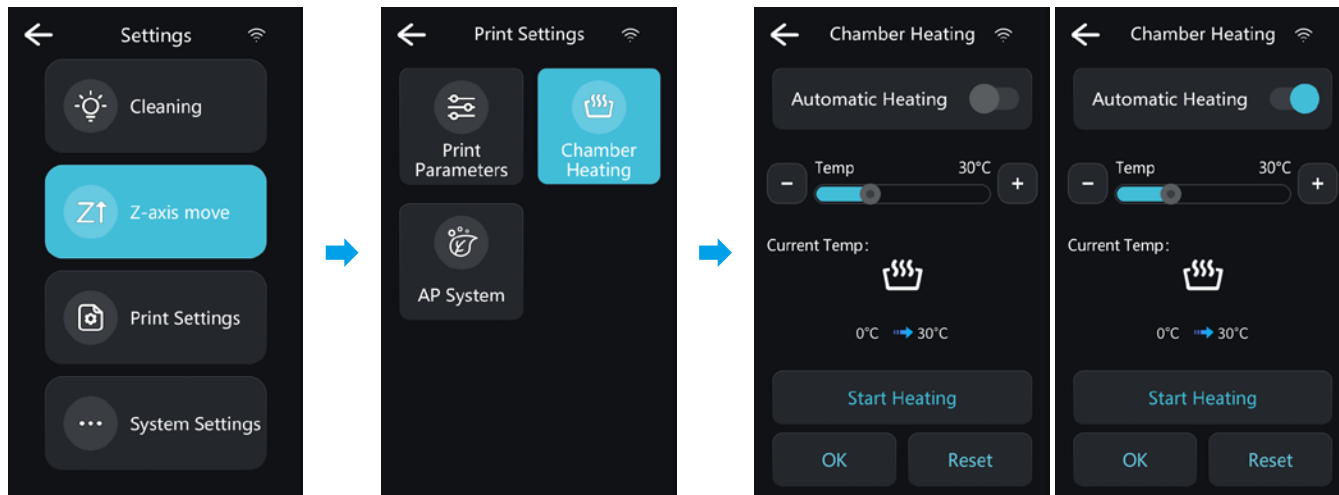 Settings
Cleaning
Z↑ Z-axis move
Print Settings
System Settings
Print Settings
Print
Parameters
Chamber
Heating
AP System
Chamber Heating
Automatic Heating
Temp 30°C
- +
Current Temp:
0°C 30°C
Start Heating
OK Reset
Chamber Heating
Automatic Heating
Temp 30°C
- +
Current Temp:
0°C 30°C
Start Heating
OK Reset